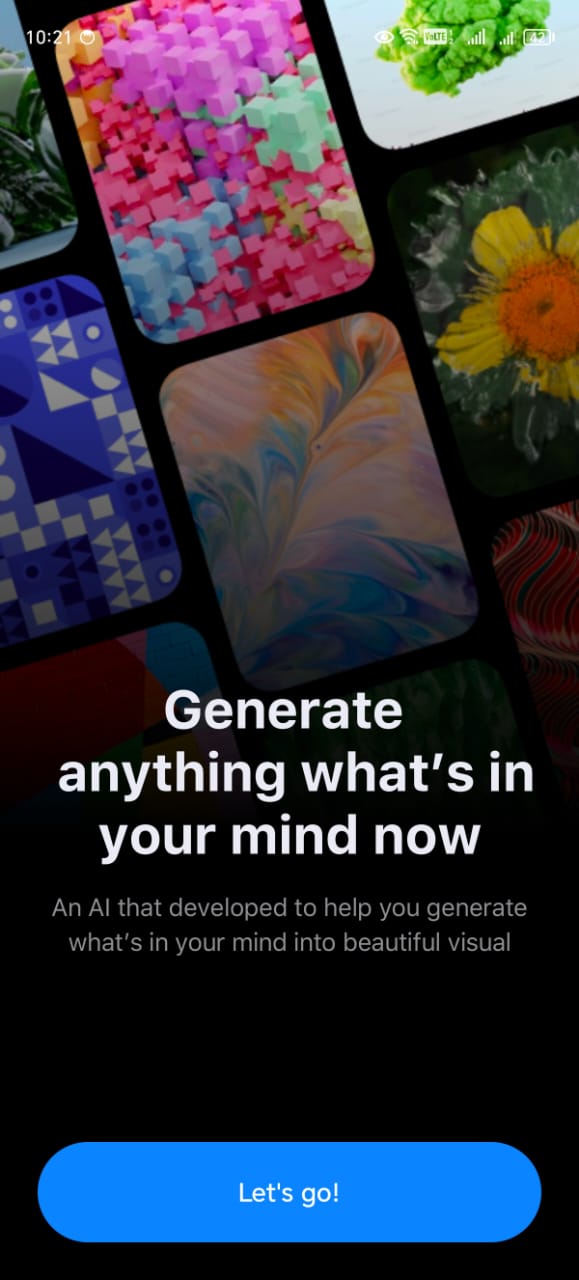 10:21
VoLTE
42
Generate
anything what's in
your mind now
An AI that developed to help you generate
what's in your mind into beautiful visual
Let's go!